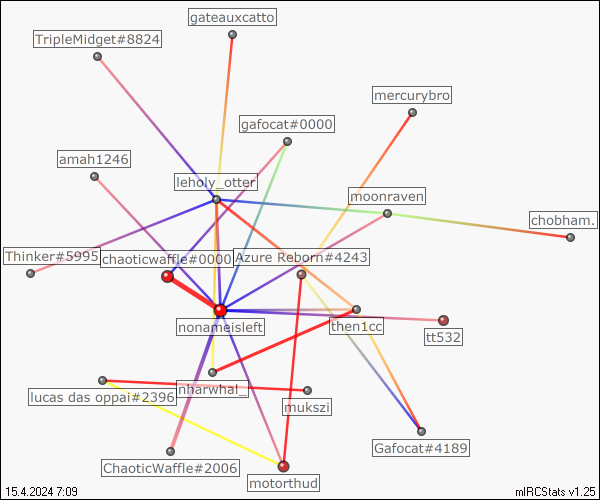 gateauxcatto
TripleMidget#8824
mercurybro
gafocat#0000
amah1246
leholy_otter
moonraven
chobham.
Thinker#5995
chaoticwaffle#0000
Azure Reborn#4243
nonameisleft
then1cc
tt532
nharwhal_
lucas das oppai#2396
mukszi
Gafocat#4189
ChaoticWaffle#2006
motorthud
15.4.2024 7:09
mIRCStats v1.25